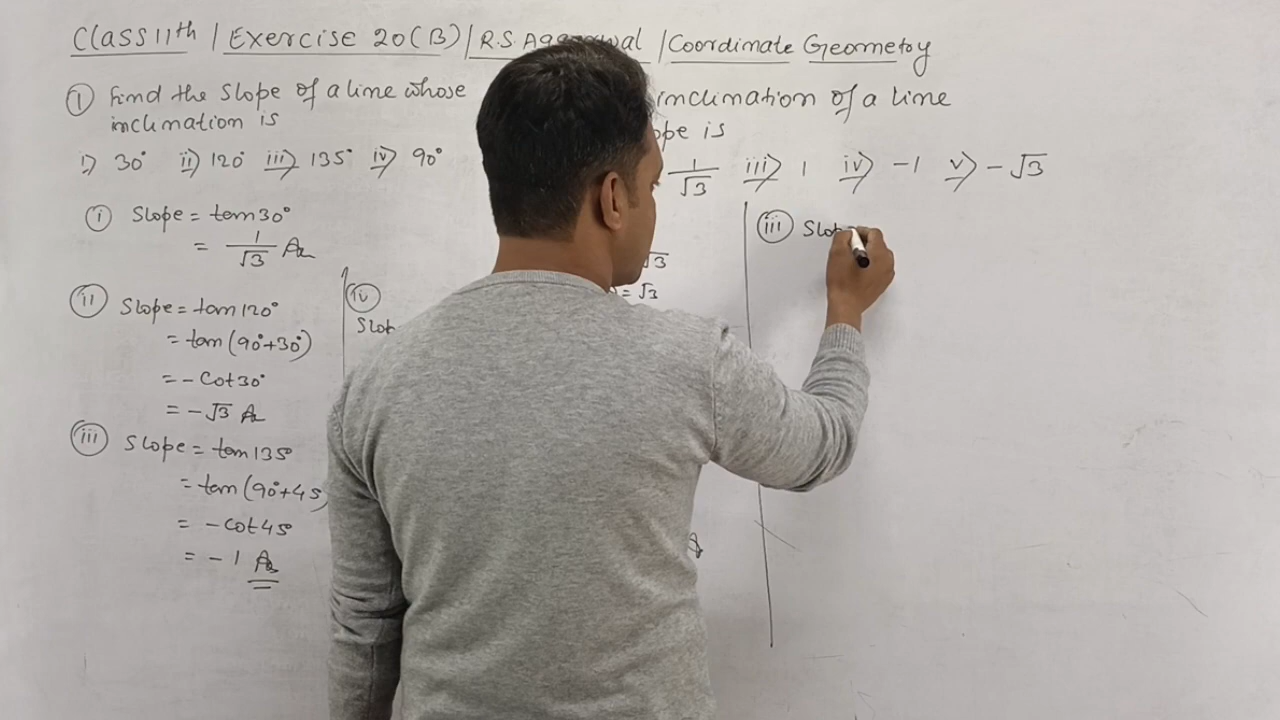 Class 11th / Exercise 20(B) / R.S. Aggarwal / Coordinate Geometry
① Find the Slope of a line whose
inclination is
i) 30° ii) 120° iii) 135° iv) 90°
inclination of a line
is
1/√3 iii) 1 iv) -1 v) -√3
(i) Slope = tan30°
= 1/√3 Ans
(ii) Slope = tan120°
= tan(90°+30°)
= -Cot30°
= -√3 Ans
(iii) Slope = tan135°
= tan(90°+45
= -cot45°
= -1 Ans
(iv)
√3
= √3
(iii)